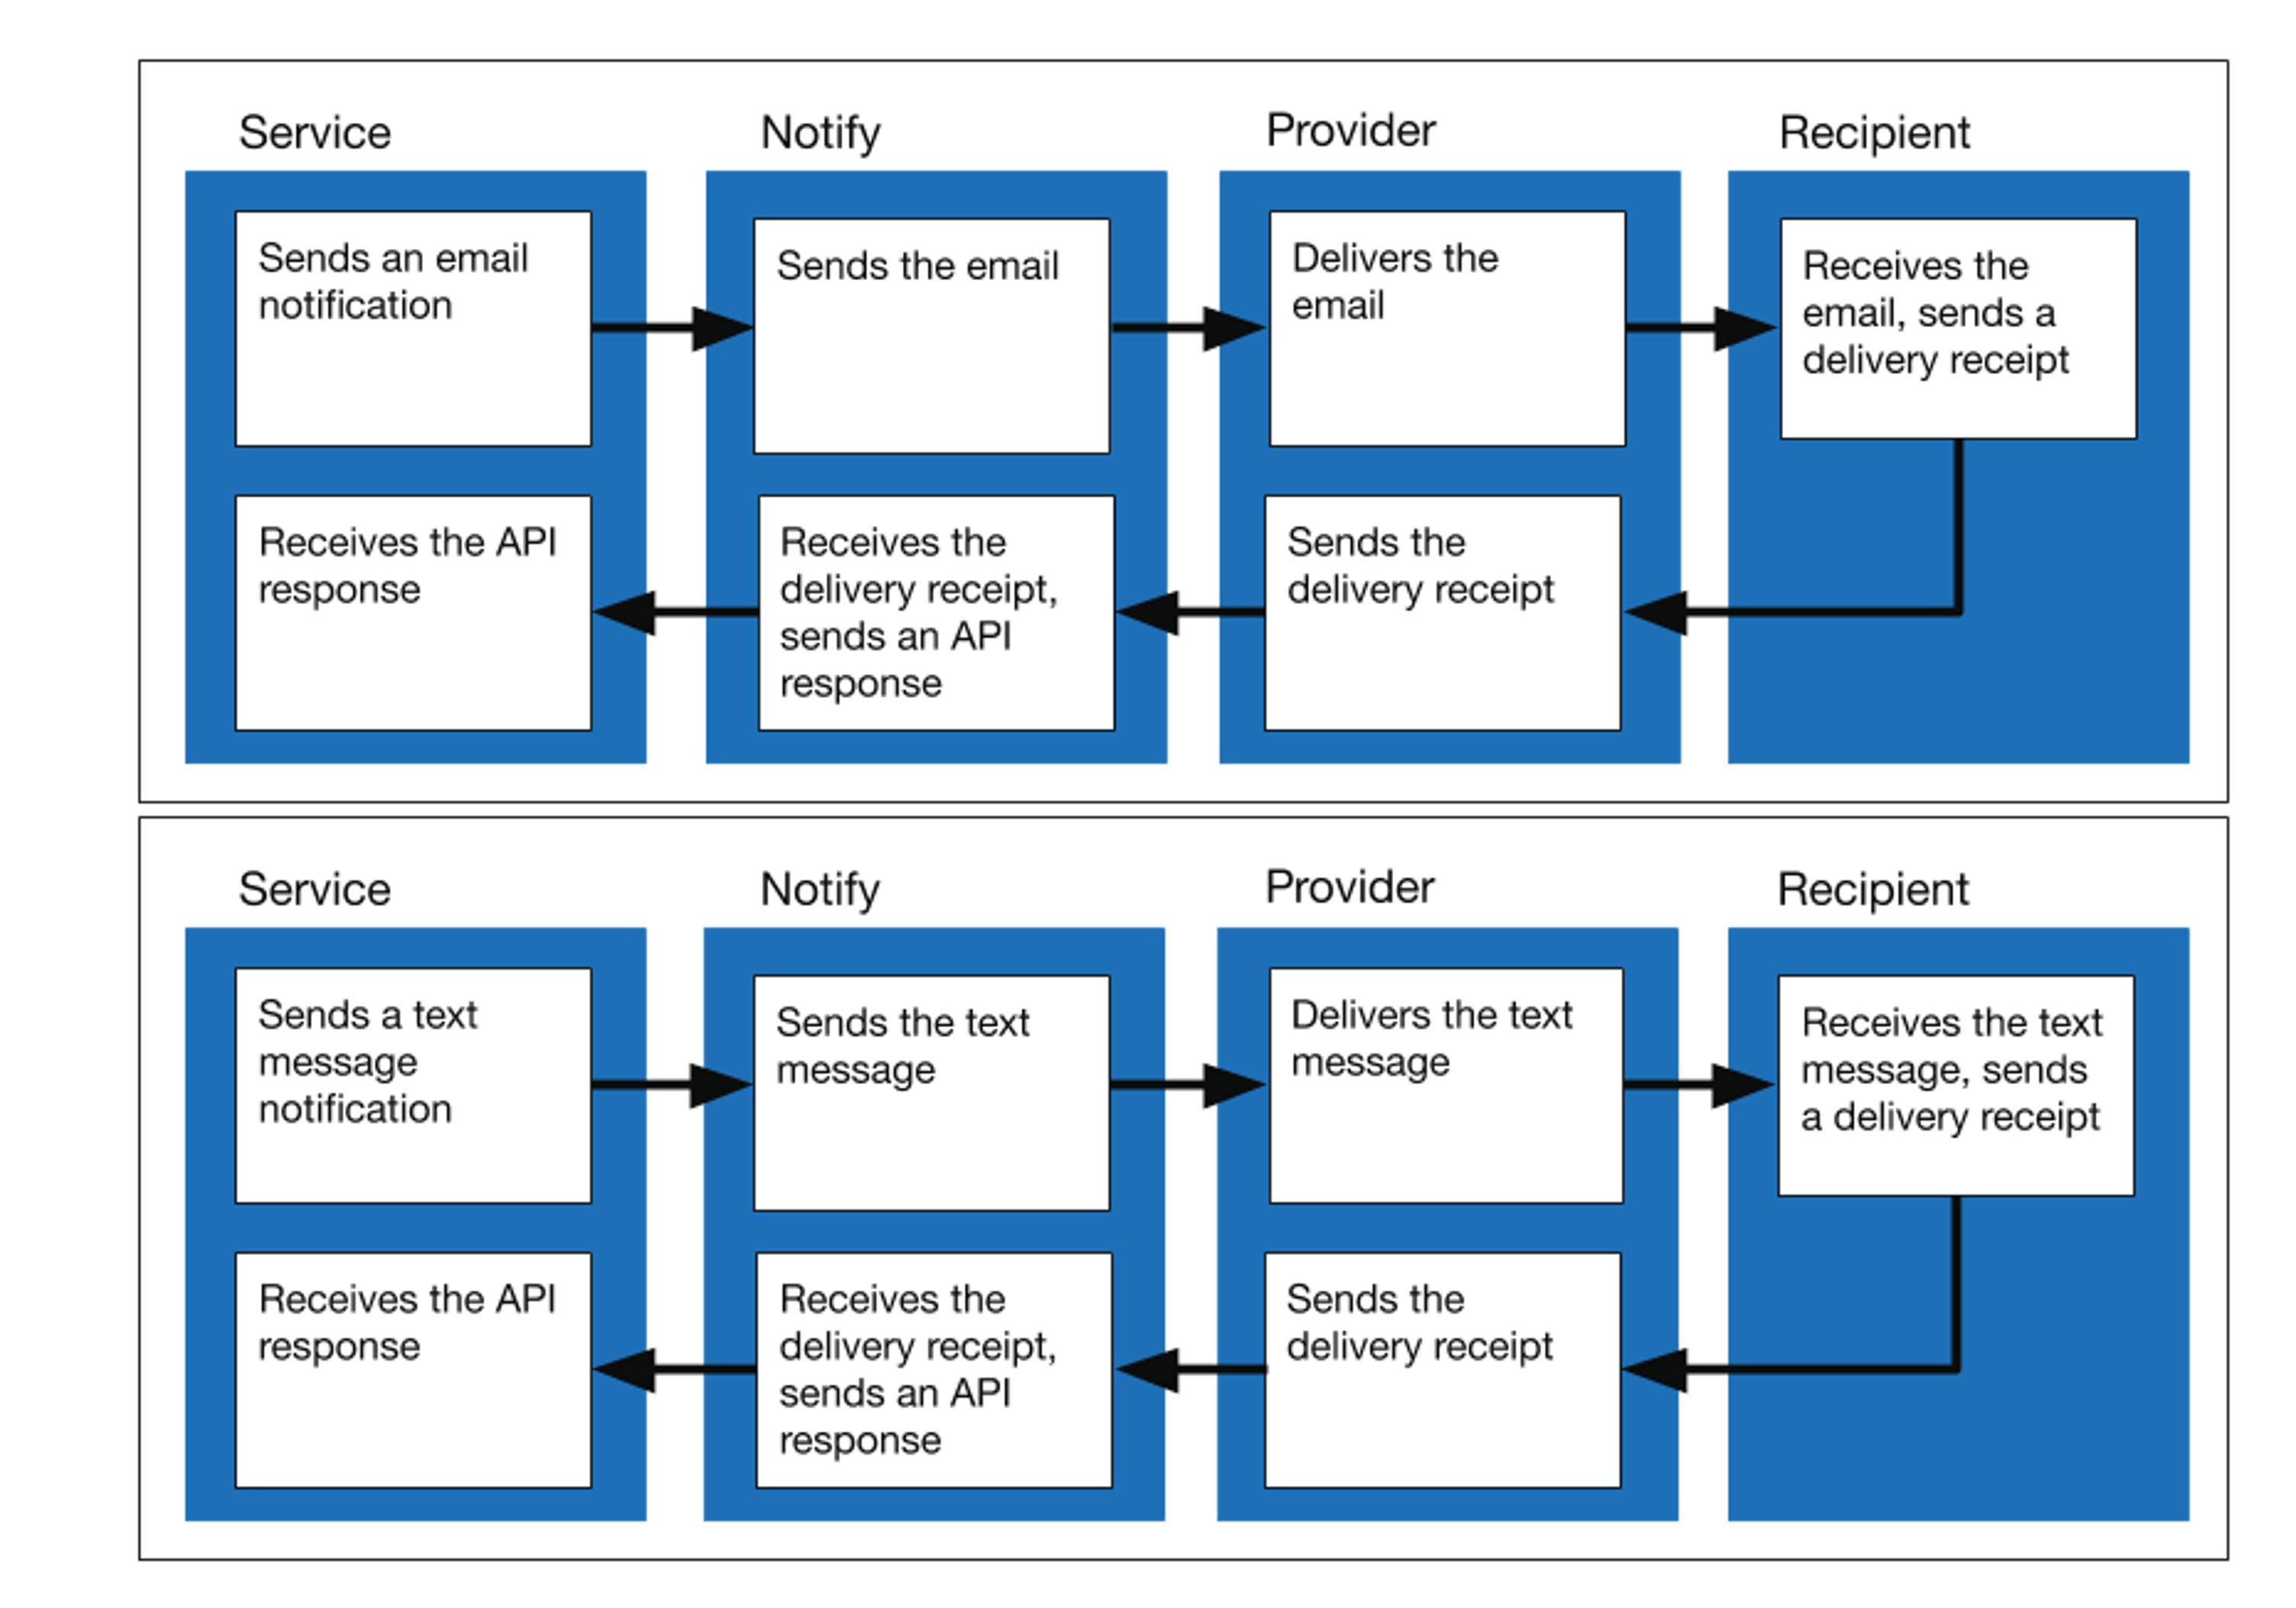 Service
Notify
Provider
Recipient
Sends an email
notification
Sends the email
Delivers the
email
Receives the
email, sends a
delivery receipt
Receives the API
response
Receives the
delivery receipt,
sends an API
response
Sends the
delivery receipt
Service
Notify
Provider
Recipient
Sends a text
message
notification
Sends the text
message
Delivers the text
message
Receives the text
message, sends
a delivery receipt
Receives the API
response
Receives the
delivery receipt,
sends an API
response
Sends the
delivery receipt